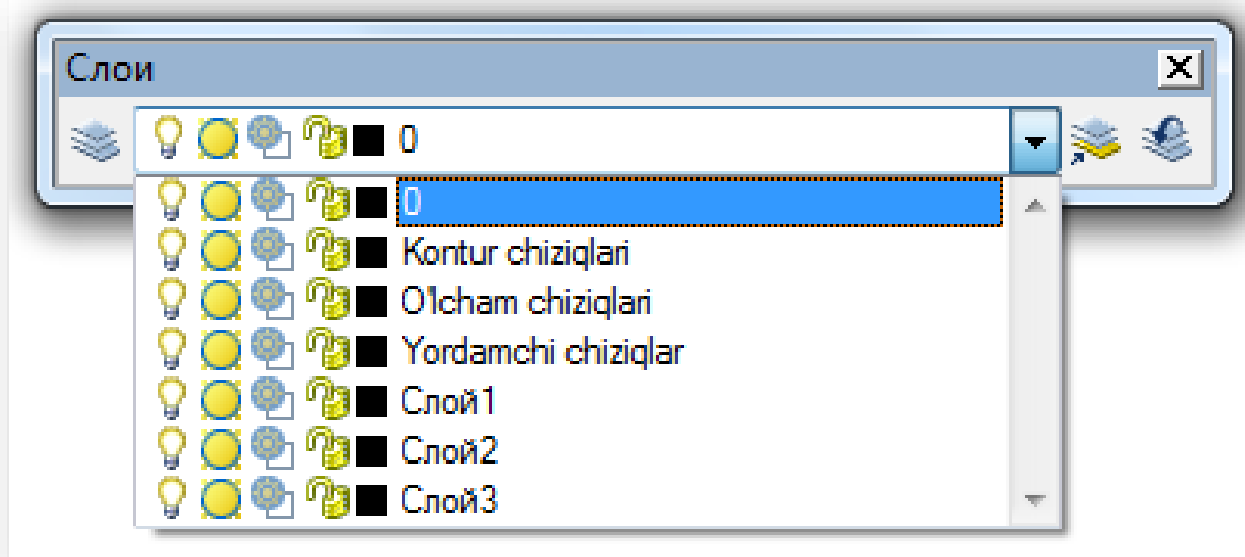 Слои
0
0
Kontur chiziqlari
O'lcham chiziqlari
Yordamchi chiziqlar
Слой1
Слой2
Слой3